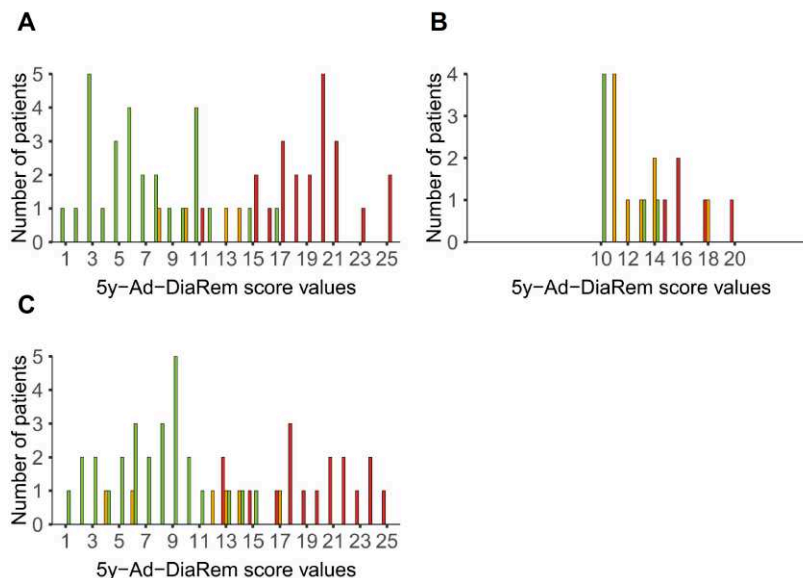 A
Number of patients
5
4
3
2
1
0
1 3 5 7 9 11 13 15 17 19 21 23 25
5y−Ad−DiaRem score values
B
Number of patients
4
3
2
1
0
10 12 14 16 18 20
5y−Ad−DiaRem score values
C
Number of patients
5
4
3
2
1
0
1 3 5 7 9 11 13 15 17 19 21 23 25
5y−Ad−DiaRem score values